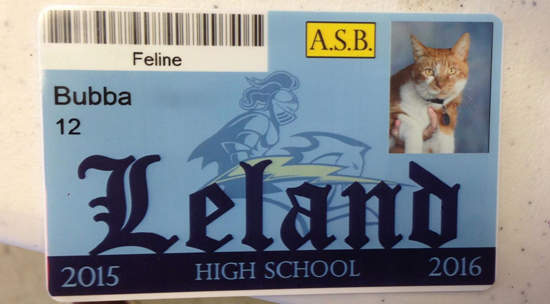 Feline
A.S.B.
Bubba
12
Leland
2015 HIGH SCHOOL 2016